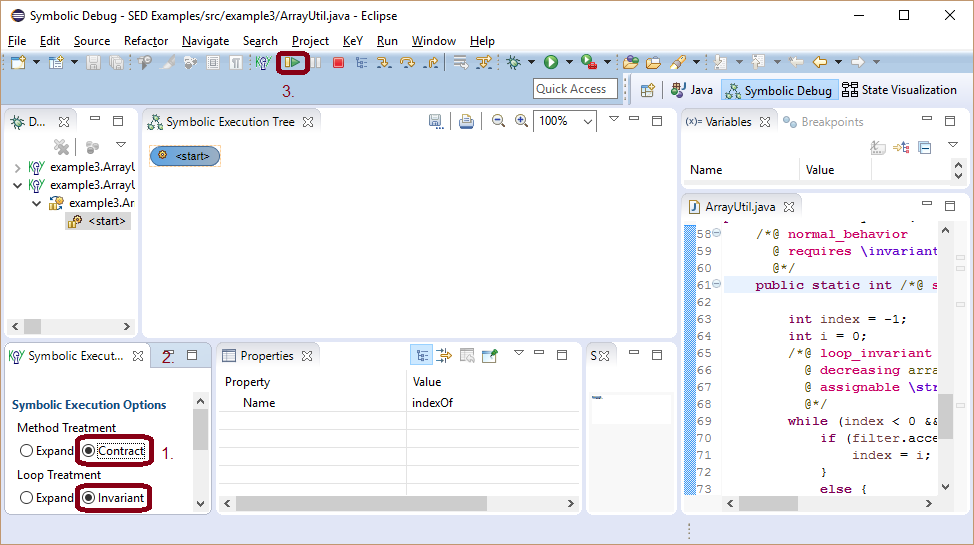 Symbolic Debug - SED Examples/src/example3/ArrayUtil.java - Eclipse
File Edit Source Refactor Navigate Search Project KeY Run Window Help
3.
Quick Access
Java Symbolic Debug State Visualization
D...
example3.ArrayU
example3.ArrayU
example3.Ar
<start>
Symbolic Execution Tree
100%
<start>
(x)= Variables Breakpoints
Name Value
ArrayUtil.java
58 /*@ normal_behavior
59 @ requires \invariant
60 @*/
61 public static int /*@ s
62
63 int index = -1;
64 int i = 0;
65 /*@ loop_invariant
66 @ decreasing arra
67 @ assignable \str
68 @*/
69 while (index < 0 &&
70 if (filter.acce
71 index = i;
72 }
73 else {
Symbolic Execut...
2.
Symbolic Execution Options
Method Treatment
Expand Contract 1.
Loop Treatment
Expand Invariant
Properties
Property Value
Name indexOf
S